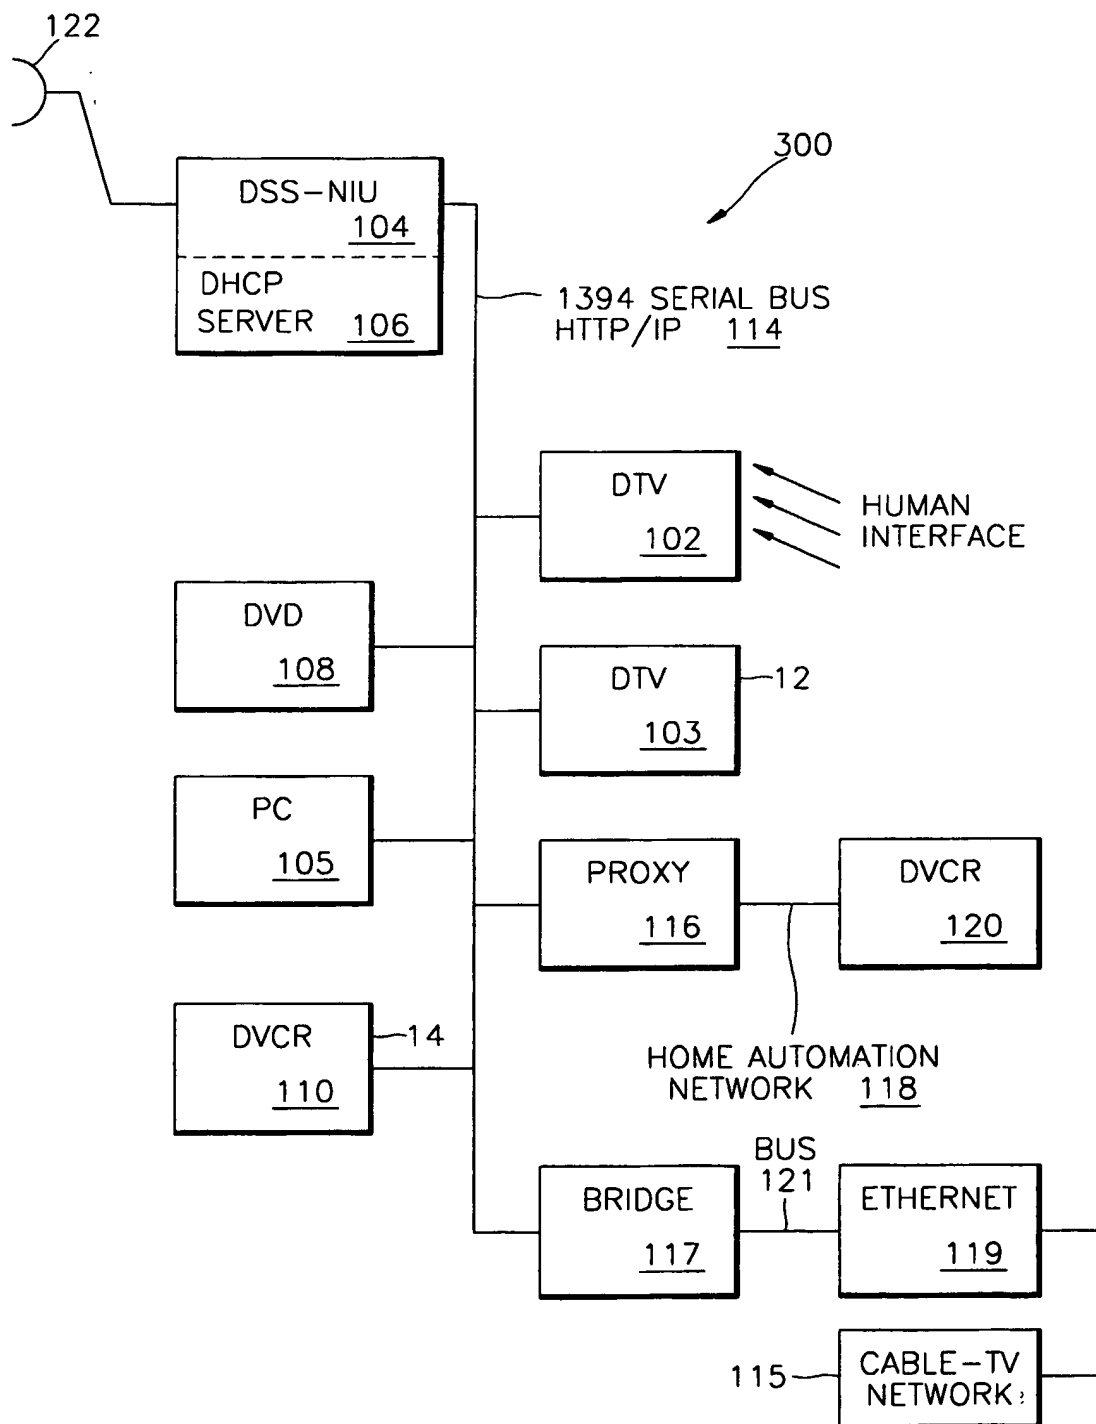 122
300
DSS-NIU
104
DHCP
SERVER 106
1394 SERIAL BUS
HTTP/IP 114
DTV
102
HUMAN
INTERFACE
DVD
108
DTV
103
12
PC
105
PROXY
116
DVCR
120
DVCR
110
14
HOME AUTOMATION
NETWORK 118
BRIDGE
117
BUS
121
ETHERNET
119
115
CABLE-TV
NETWORK